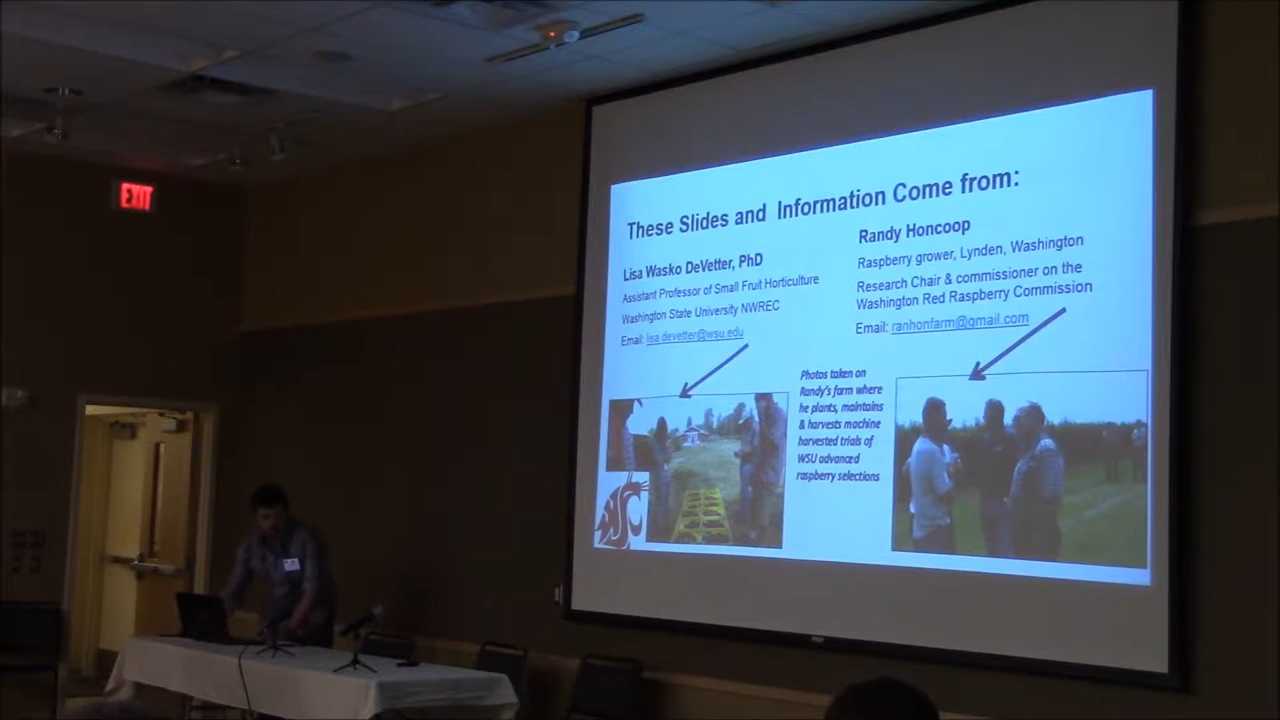 EXIT
These Slides and Information Come from:
Lisa Wasko DeVetter, PhD
Assistant Professor of Small Fruit Horticulture
Washington State University NWREC
Email: lisa.devetter@wsu.edu
Randy Honcoop
Raspberry grower, Lynden, Washington
Research Chair & commissioner on the
Washington Red Raspberry Commission
Email: ranhonfarm@gmail.com
Photos taken on
Randy's farm where
he plants, maintains
& harvests machine
harvested trials of
WSU advanced
raspberry selections
WSU